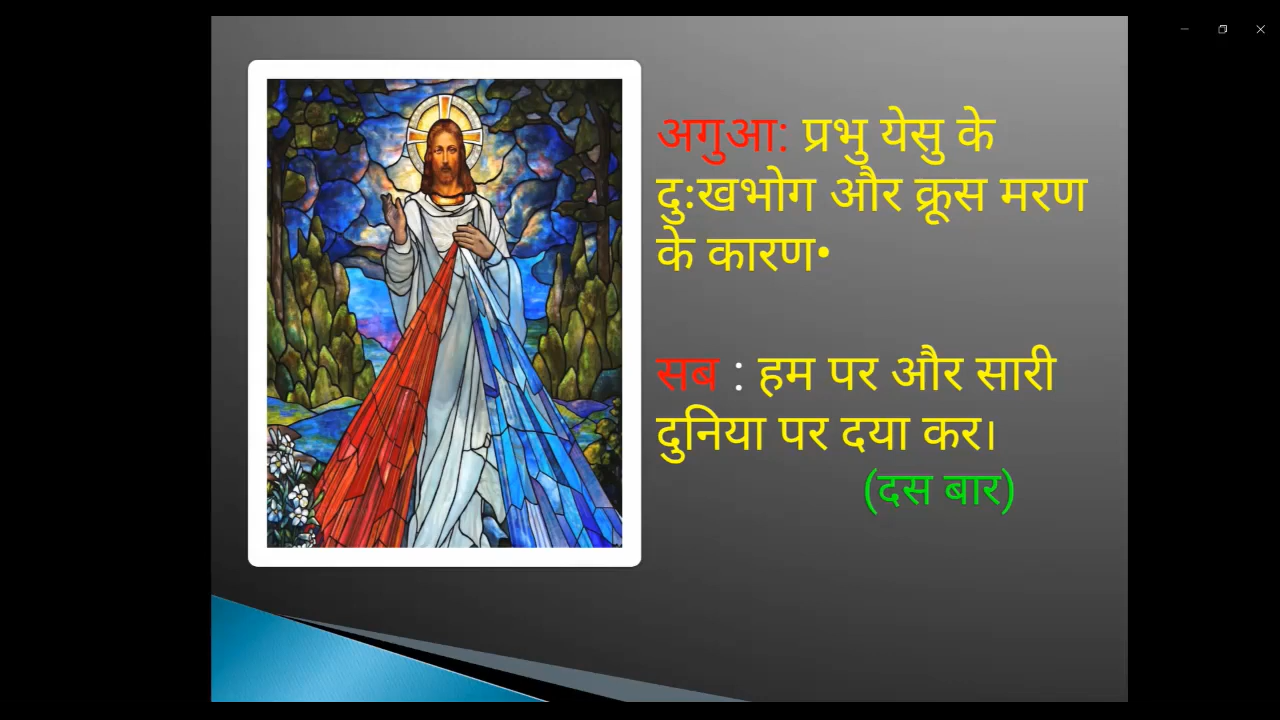 अगुआ: प्रभु येसु के
दुःखभोग और क्रूस मरण
के कारण•
सब : हम पर और सारी
दुनिया पर दया कर।
(दस बार)